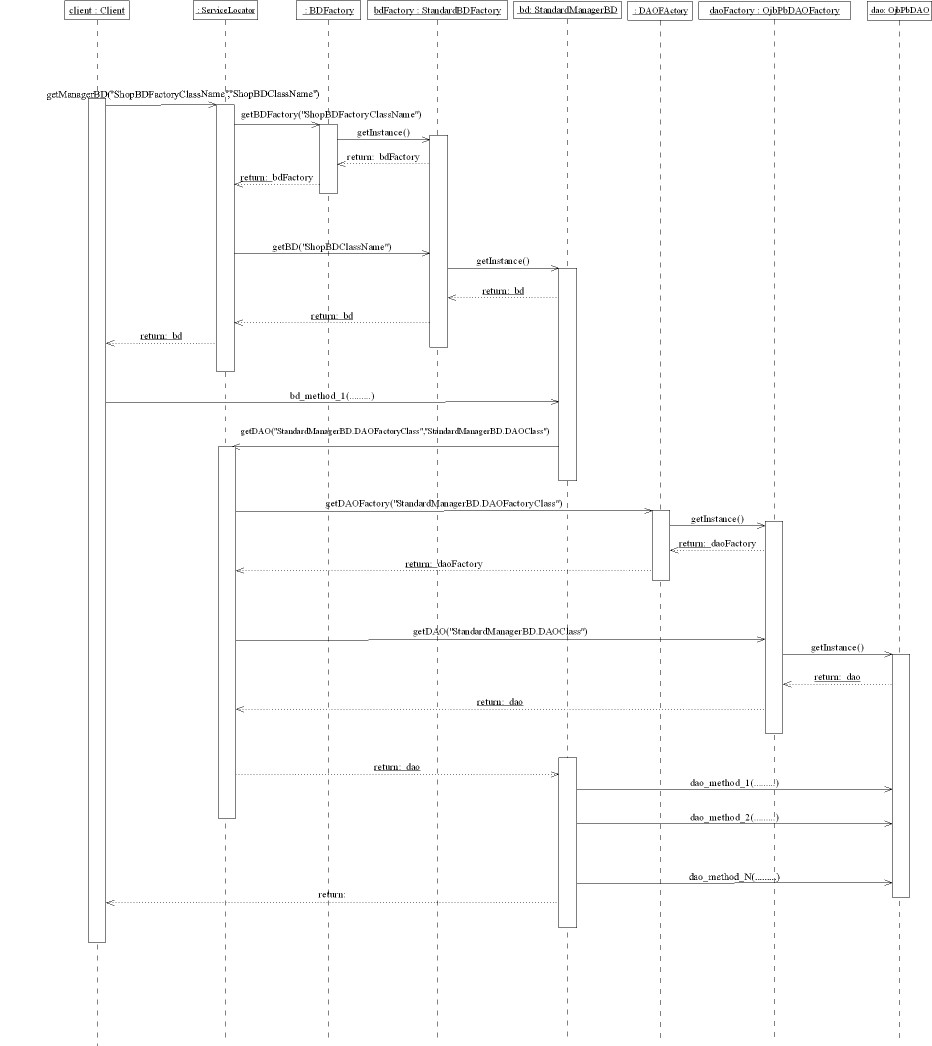 client : Client
: ServiceLocator
: BDFactory
bdFactory : StandardBDFactory
bd: StandardManagerBD
: DAOFActory
daoFactory : OjbPbDAOFactory
dao: OjbPbDAO
getManagerBD("ShopBDFactoryClassName","ShopBDClassName")
getBDFactory("ShopBDFactoryClassName")
getInstance()
return: bdFactory
return: bdFactory
getBD("ShopBDClassName")
getInstance()
return: bd
return: bd
return: bd
bd_method_1(.........)
getDAO("StandardManagerBD.DAOFactoryClass","StandardManagerBD.DAOClass")
getDAOFactory("StandardManagerBD.DAOFactoryClass")
getInstance()
return: daoFactory
return: daoFactory
getDAO("StandardManagerBD.DAOClass")
getInstance()
return: dao
return: dao
return: dao
dao_method_1(.........)
dao_method_2(.........)
dao_method_N(.........)
return: